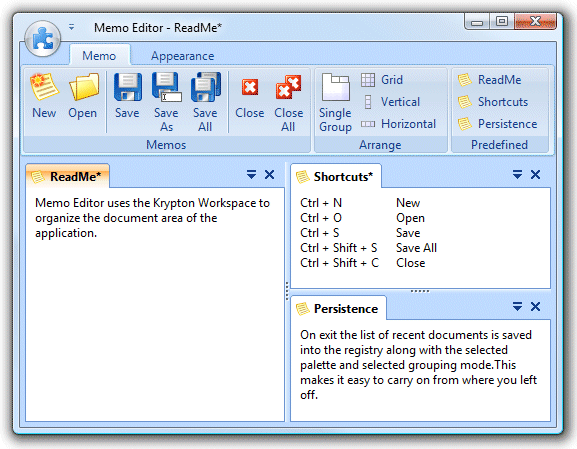 Memo Editor - ReadMe*
Memo Appearance
New Open Save Save As Save All Close Close All
Memos
Single Group
Grid
Vertical
Horizontal
Arrange
ReadMe
Shortcuts
Persistence
Predefined
ReadMe*
Memo Editor uses the Krypton Workspace to
organize the document area of the
application.
Shortcuts*
Ctrl + N New
Ctrl + O Open
Ctrl + S Save
Ctrl + Shift + S Save All
Ctrl + Shift + C Close
Persistence
On exit the list of recent documents is saved
into the registry along with the selected
palette and selected grouping mode.This
makes it easy to carry on from where you left
off.